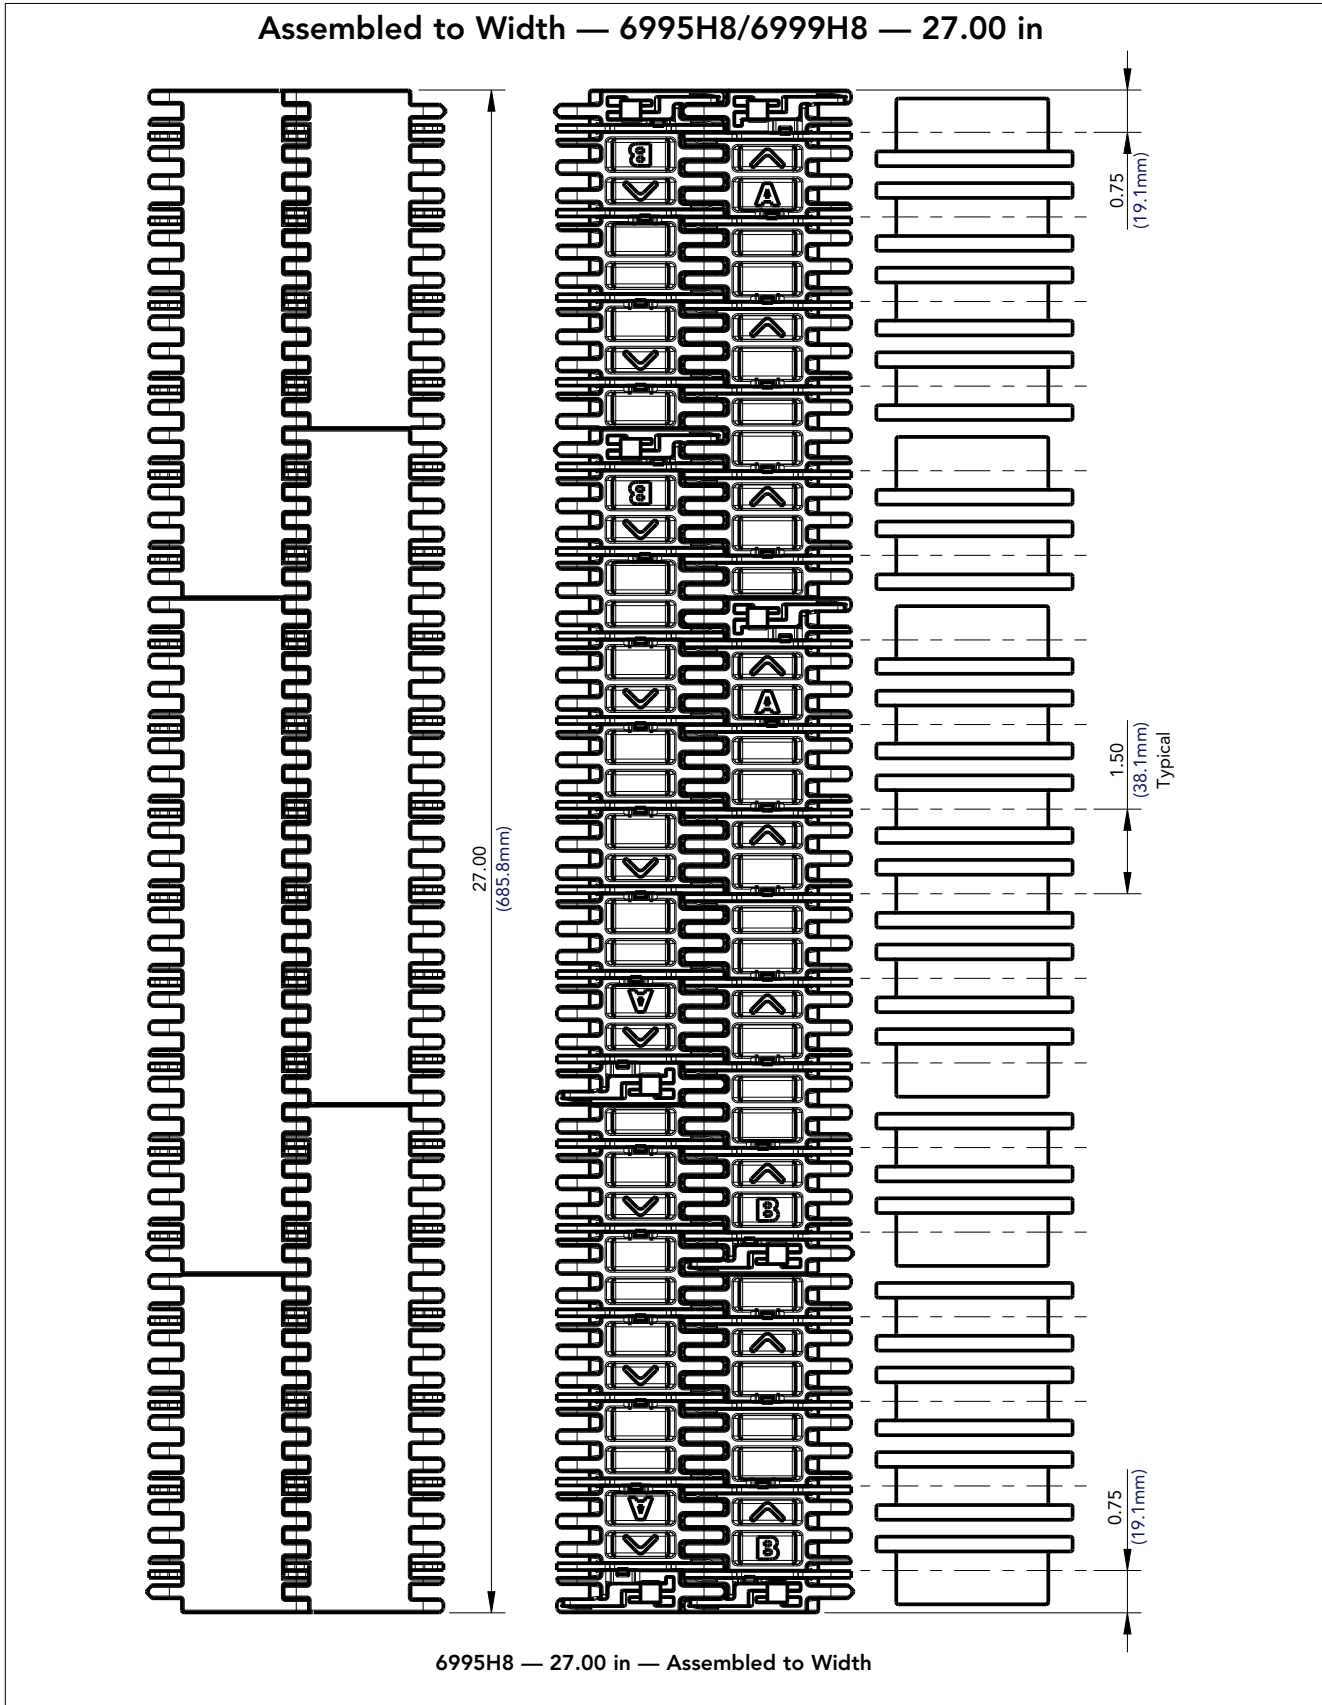 Assembled to Width — 6995H8/6999H8 — 27.00 in
0.75
(19.1mm)
B
A
B
A
1.50
(38.1mm)
Typical
27.00
(685.8mm)
A
B
A
B
0.75
(19.1mm)
6995H8 — 27.00 in — Assembled to Width